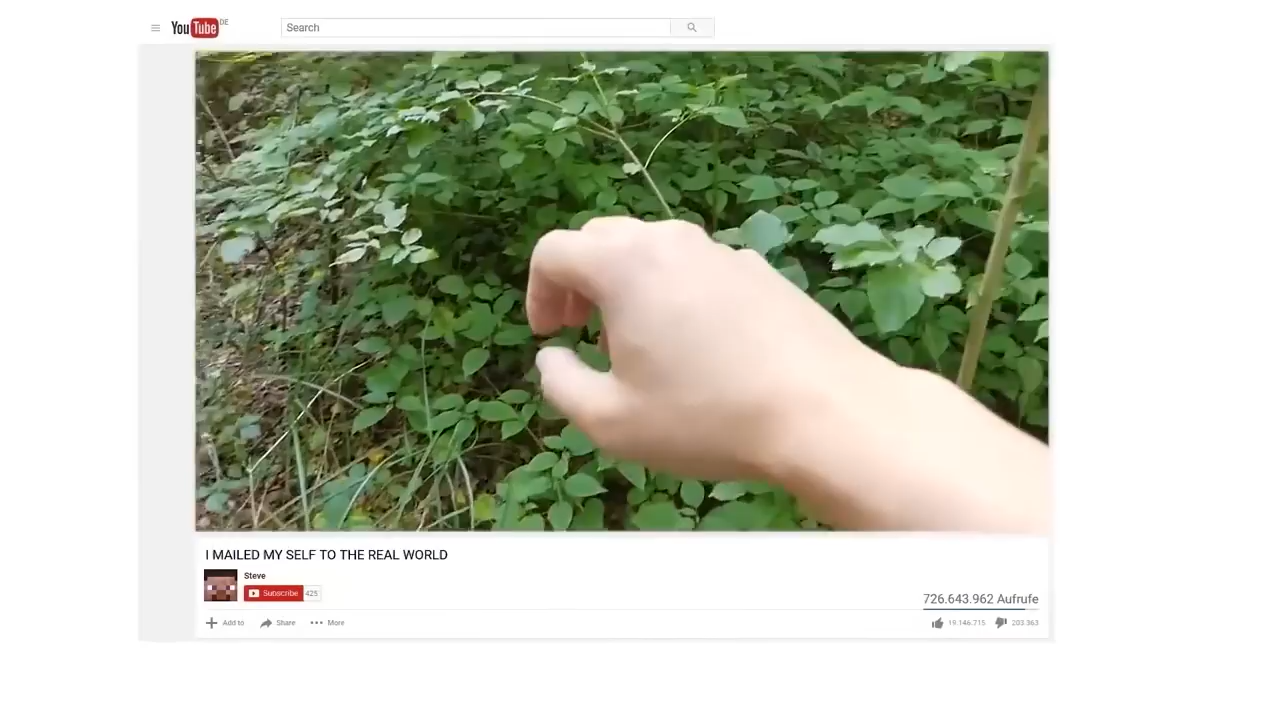 YouTube DE
Search
I MAILED MY SELF TO THE REAL WORLD
Steve
Subscribe 425
726.643.962 Aufrufe
Add to Share More
19.146.715 203.363